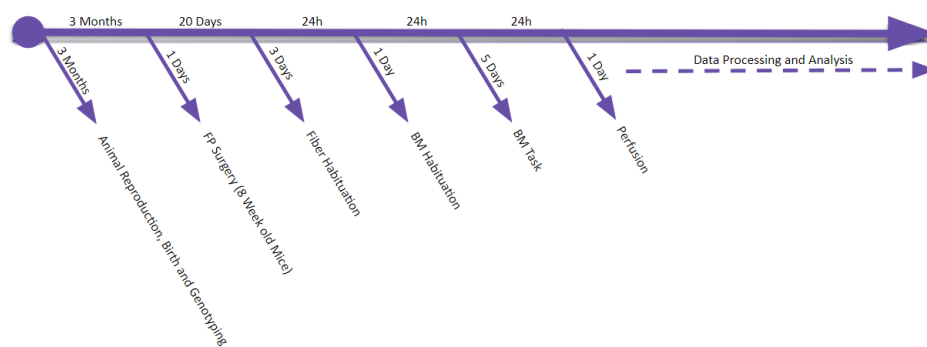 3 Months
20 Days
24h
24h
24h
3 Months
1 Days
3 Days
1 Day
5 Days
1 Day
Data Processing and Analysis
Animal Reproduction, Birth and Genotyping
FP Surgery (8 Week old Mice)
Fiber Habituation
BM Habituation
BM Task
Perfusion